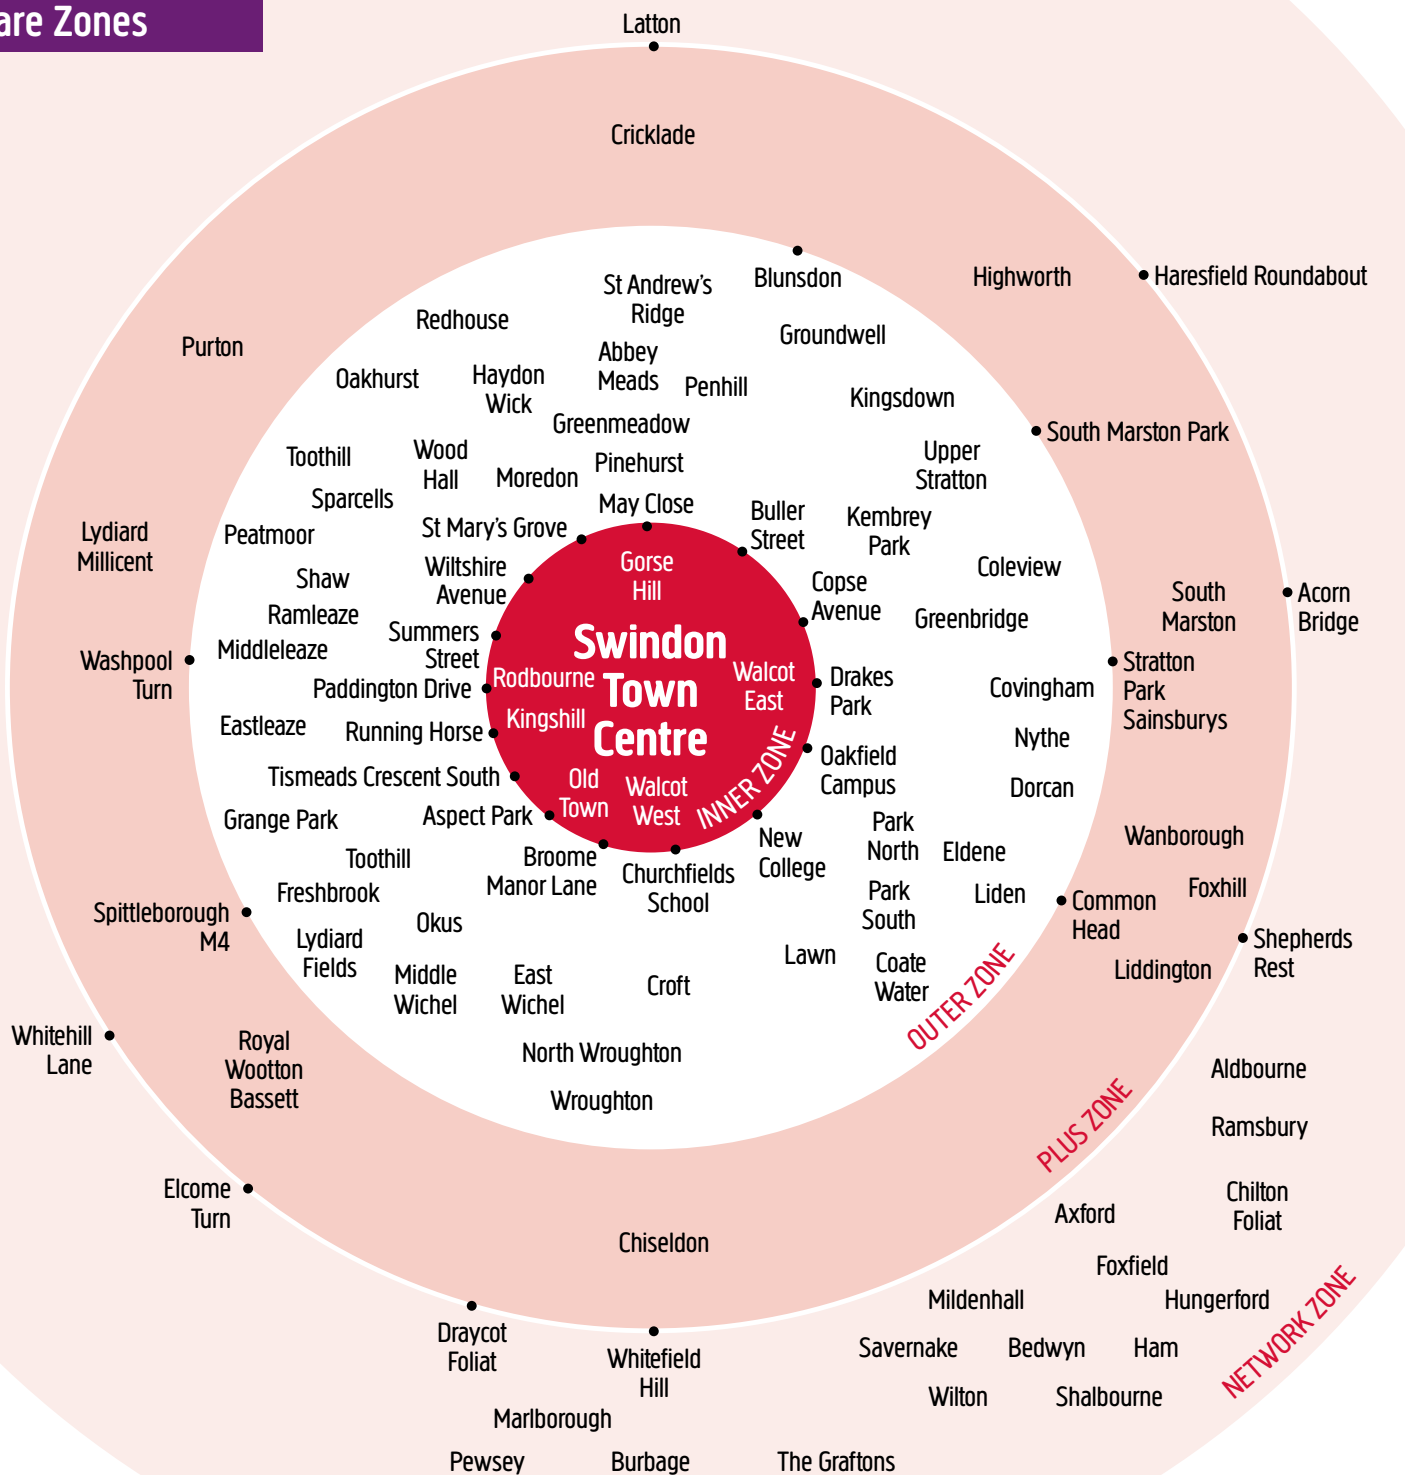 are Zones
Latton
Cricklade
Blunsdon
Highworth
Haresfield Roundabout
St Andrew's
Ridge
Redhouse
Groundwell
Purton
Abbey
Meads
Oakhurst
Haydon
Wick
Penhill
Kingsdown
Greenmeadow
South Marston Park
Toothill
Wood
Hall
Moredon
Pinehurst
Upper
Stratton
Sparcells
May Close
Buller
Street
Kembrey
Park
Lydiard
Millicent
Peatmoor
St Mary's Grove
Gorse
Hill
Coleview
Shaw
Wiltshire
Avenue
Copse
Avenue
South
Marston
Acorn
Bridge
Ramleaze
Greenbridge
Summers
Street
Middleleaze
Washpool
Turn
Swindon
Town
Centre
Rodbourne
Walcot
East
Drakes
Park
Stratton
Park
Sainsburys
Paddington Drive
Covingham
Kingshill
Eastleaze
Running Horse
Nythe
Oakfield
Campus
Tismeads Crescent South
Old
Town
Walcot
West
INNER ZONE
Dorcan
Grange Park
Aspect Park
New
College
Park
North
Eldene
Wanborough
Toothill
Broome
Manor Lane
Churchfields
School
Freshbrook
Park
South
Liden
Common
Head
Foxhill
Spittleborough
M4
Okus
Lydiard
Fields
Lawn
Shepherds
Rest
Middle
Wichel
East
Wichel
Croft
Coate
Water
Liddington
OUTER ZONE
Whitehill
Lane
Royal
Wootton
Bassett
North Wroughton
Wroughton
Aldbourne
Ramsbury
PLUS ZONE
Elcome
Turn
Chilton
Foliat
Axford
Chiseldon
Foxfield
Mildenhall
Hungerford
Draycot
Foliat
Whitefield
Hill
Savernake
Bedwyn
Ham
NETWORK ZONE
Wilton
Shalbourne
Marlborough
Pewsey
Burbage
The Graftons